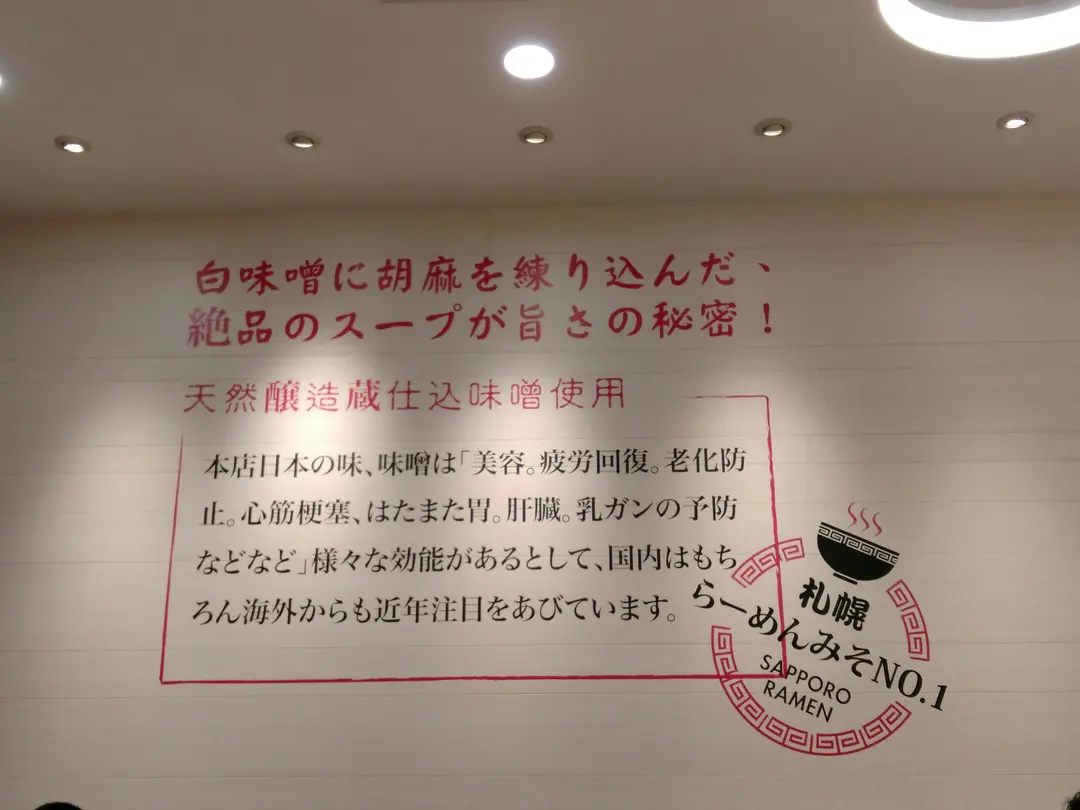 白味噌に胡麻を練り込んだ、
絶品のスープが旨さの秘密！
天然醸造蔵仕込味噌使用
本店日本の味、味噌は「美容。疲労回復。老化防
止。心筋梗塞、はたまた胃。肝臓。乳ガンの予防
などなど」様々な効能があるとして、国内はもち
ろん海外からも近年注目をあびています。
札幌
らーめんみそNO.1
SAPPORO
RAMEN